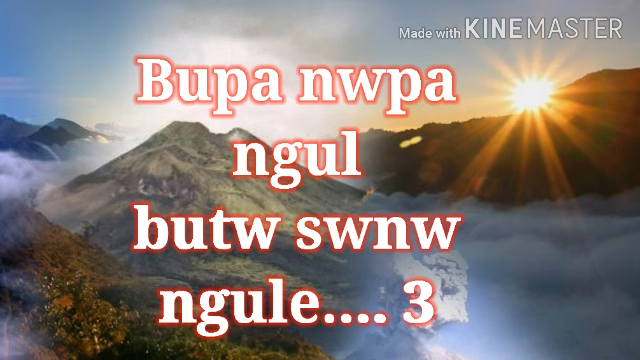 Made with KINEMASTER
Bupa nwpa
ngul
butw swnw
ngule.... 3